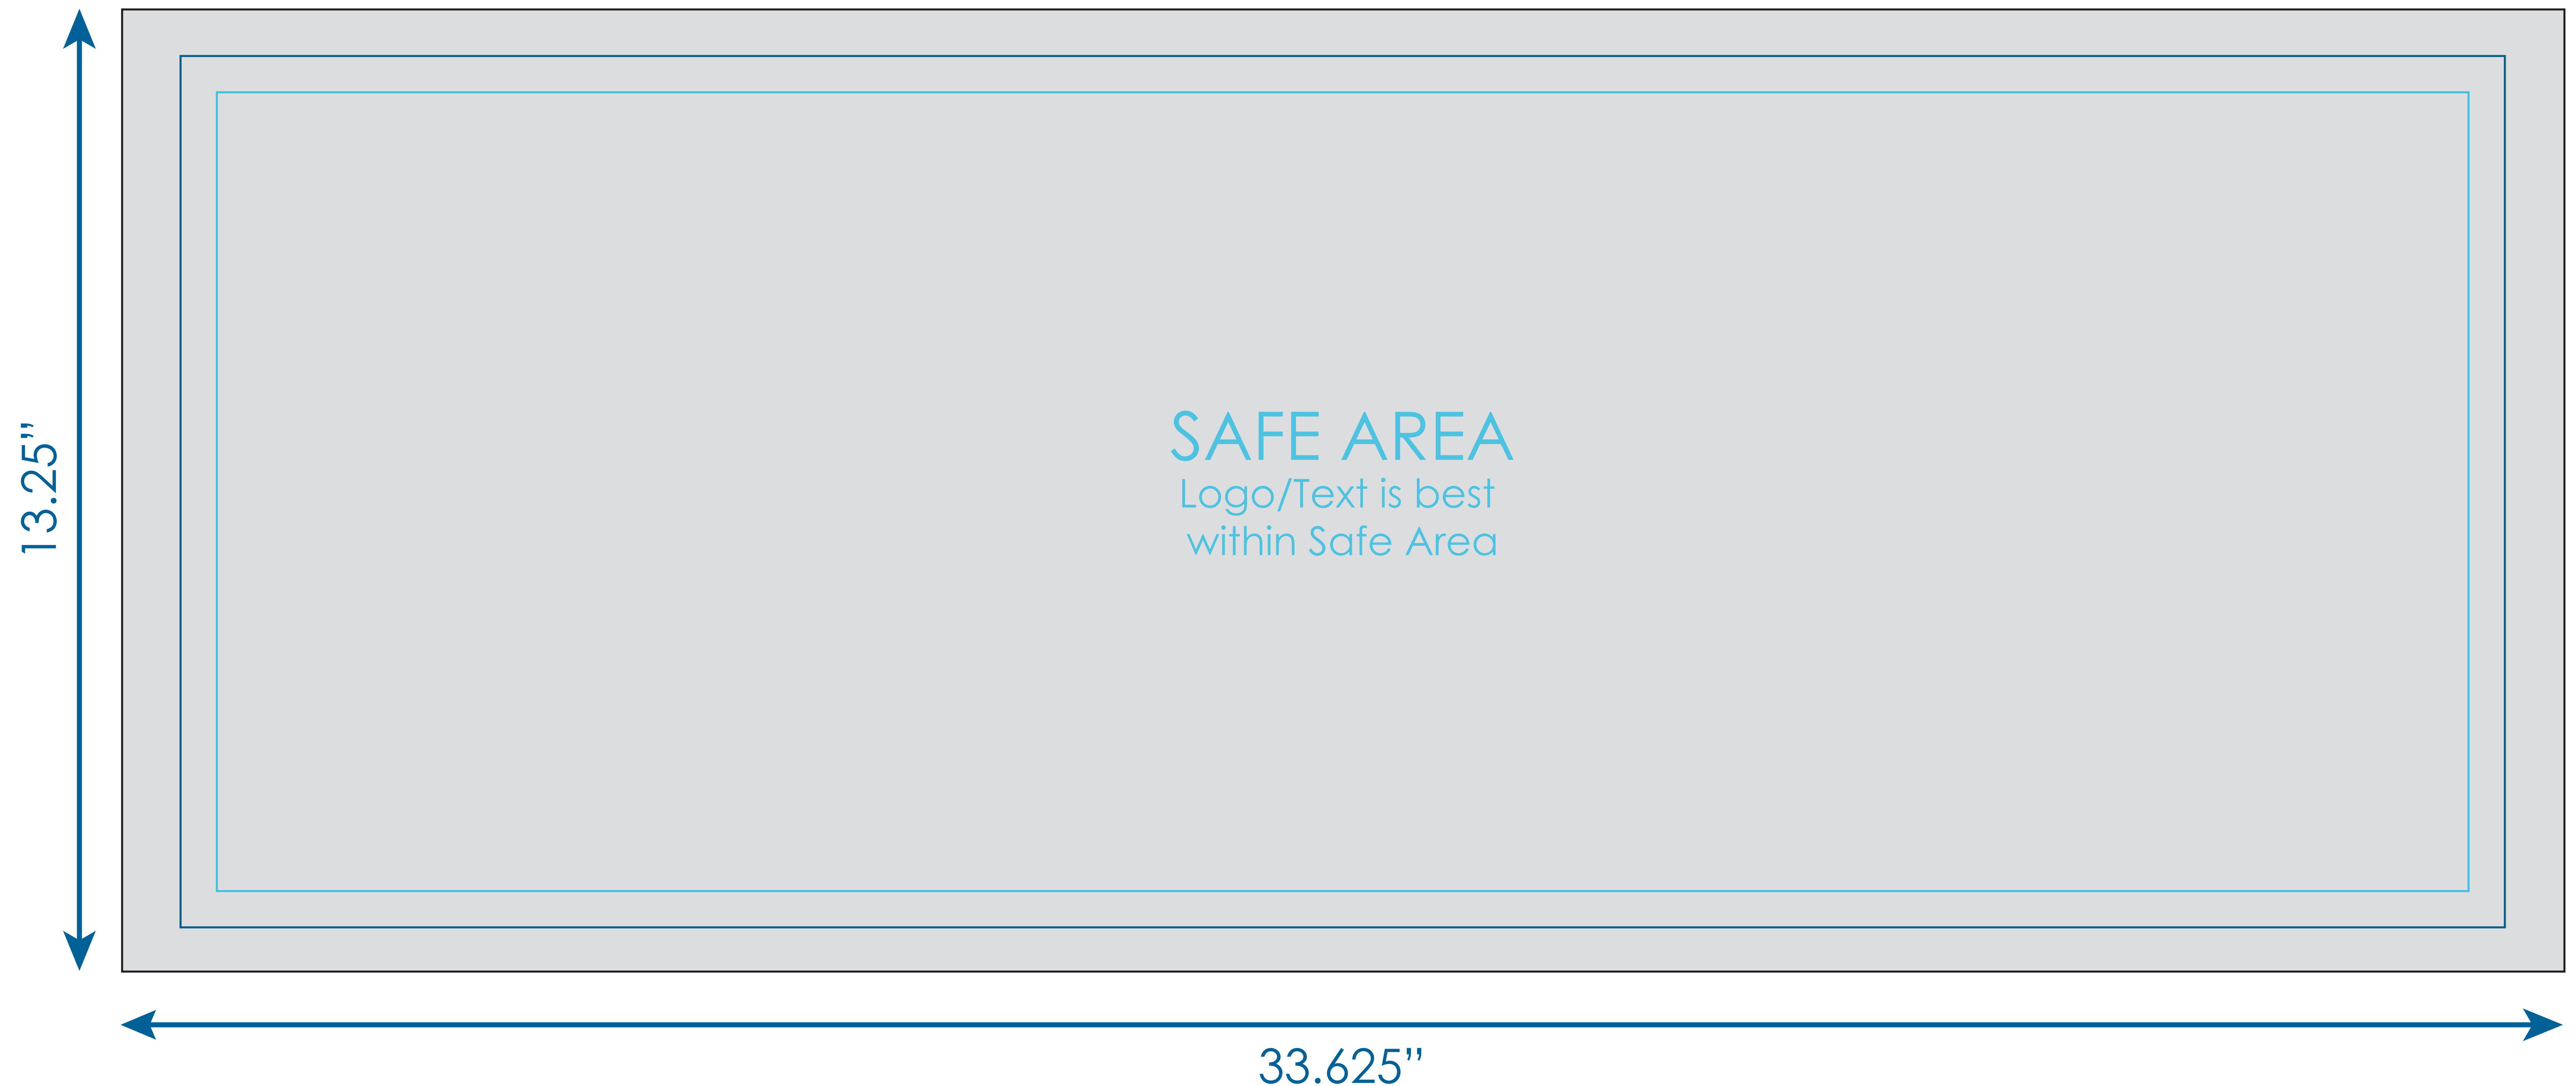 13.25”
SAFE AREA
Logo/Text is best
within Safe Area
33.625”